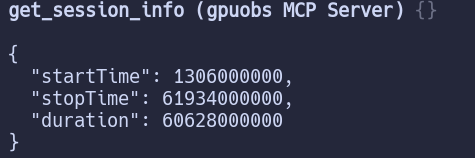 get_session_info (gpuobs MCP Server) {}
{
"startTime": 1306000000,
"stopTime": 61934000000,
"duration": 60628000000
}